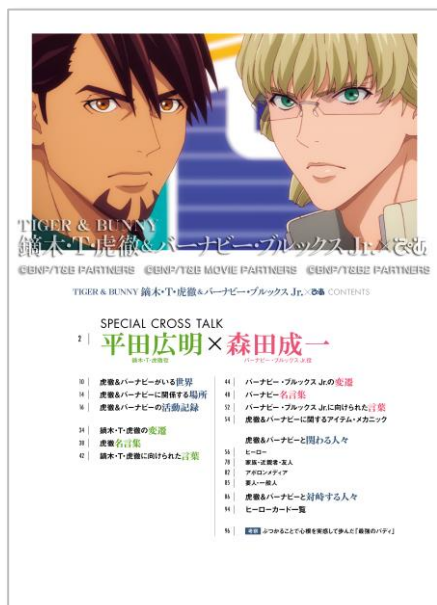 TIGER & BUNNY
鏑木・T・虎徹&バーナビー・ブルックス Jr.×ぴあ
©BNP/T&B PARTNERS ©BNP/T&B MOVIE PARTNERS ©BNP/T&B2 PARTNERS
TIGER & BUNNY 鏑木・T・虎徹&バーナビー・ブルックス Jr.×ぴあ CONTENTS
SPECIAL CROSS TALK
2 平田広明×森田成一
鏑木・T・虎徹役 バーナビー・ブルックス Jr.役
10 虎徹&バーナビーがいる世界
14 虎徹&バーナビーに関係する場所
16 虎徹&バーナビーの活動記録
34 鏑木・T・虎徹の変遷
38 虎徹名言集
42 鏑木・T・虎徹に向けられた言葉
44 バーナビー・ブルックス Jr.の変遷
48 バーナビー名言集
52 バーナビー・ブルックス Jr.に向けられた言葉
54 虎徹&バーナビーに関するアイテム・メカニック
虎徹&バーナビーと関わる人々
56 ヒーロー
78 家族・近親者・友人
82 アポロンメディア
85 要人・一般人
86 虎徹&バーナビーと対峙する人々
94 ヒーローカード一覧
96 考察 ぶつかることで心根を実感して歩んだ「最強のバディ」